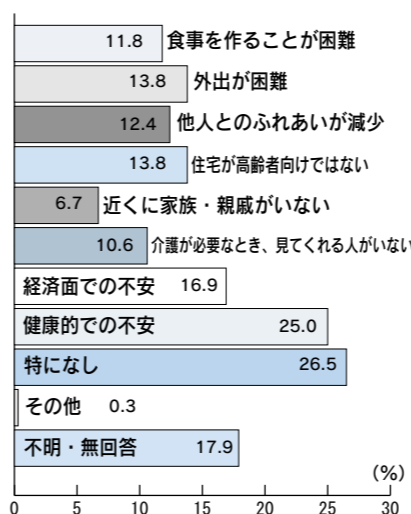 11.8 食事を作ることが困難
13.8 外出が困難
12.4 他人とのふれあいが減少
13.8 住宅が高齢者向けではない
6.7 近くに家族・親戚がいない
10.6 介護が必要なとき、見てくれる人がいない
経済面での不安 16.9
健康的での不安 25.0
特になし 26.5
その他 0.3
不明・無回答 17.9
(%)
0 5 10 15 20 25 30